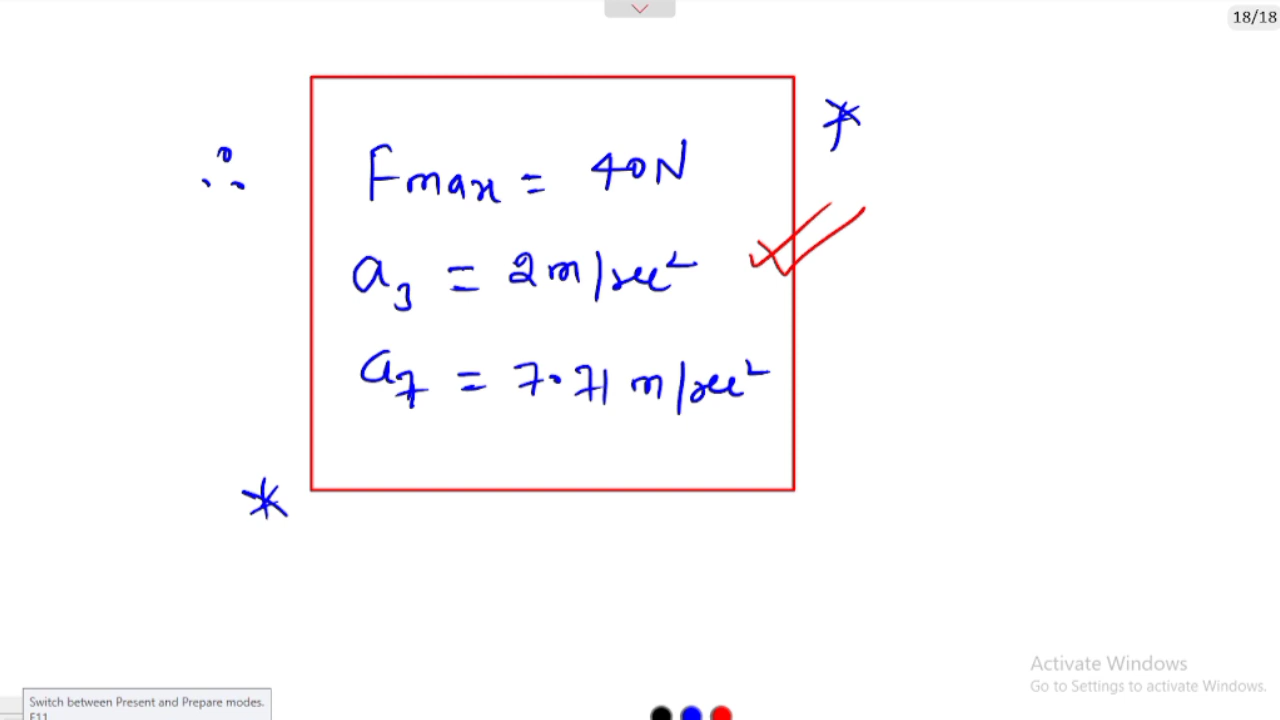 18/18
∴ Fmax = 40N
a₃ = 2m/sec²
a₇ = 7.71 m/sec²
Activate Windows
Go to Settings to activate Windows.
Switch between Present and Prepare modes.
F11